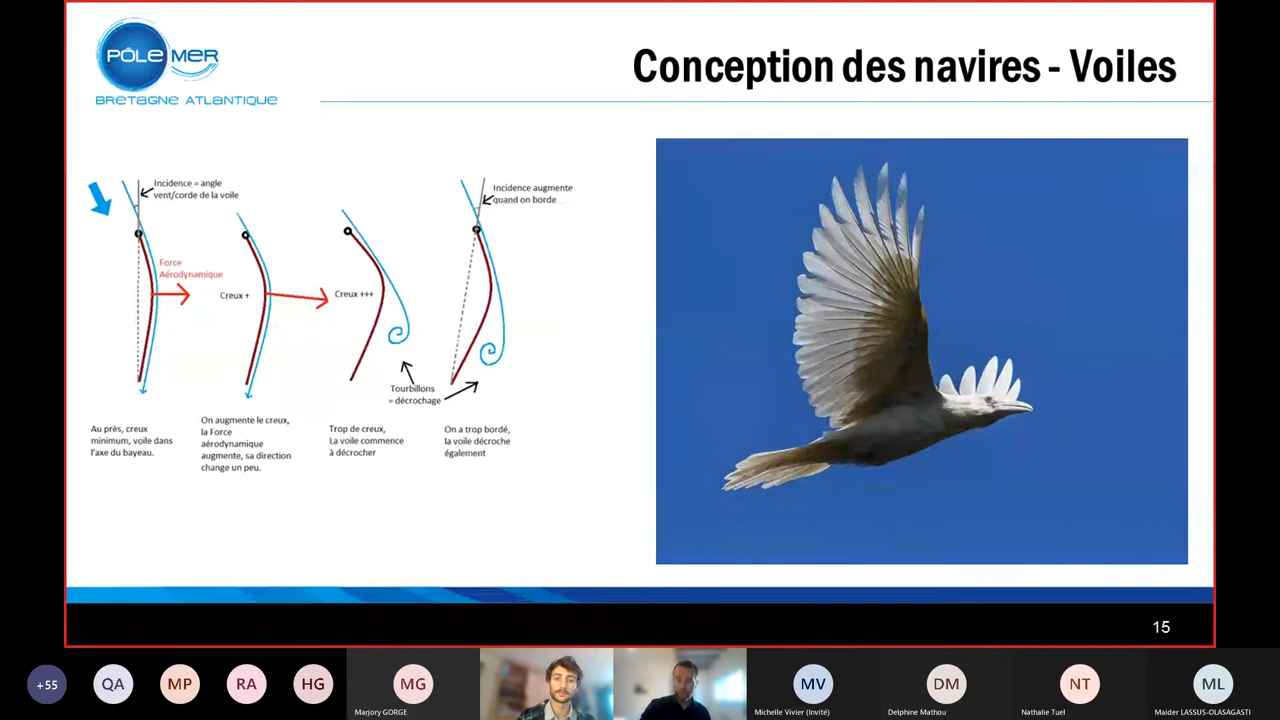 PÔLE MER
BRETAGNE ATLANTIQUE
Conception des navires - Voiles
Incidence = angle
vent/corde de la voile
Force
Aérodynamique
Creux +
Creux +++
Incidence augmente
quand on borde
Tourbillons
= décrochage
Au près, creux
minimum, voile dans
l'axe du bayeau.
On augmente le creux,
la Force
aérodynamique
augmente, sa direction
change un peu.
Trop de creux,
La voile commence
à décrocher
On a trop bordé,
la voile décroche
également
15
+55
QA
MP
RA
HG
MG
Marjory GORGE
MV
Michelle Vivier (Invité)
DM
Delphine Mathou
NT
Nathalie Tuel
ML
Maider LASSUS-OLASAGASTI